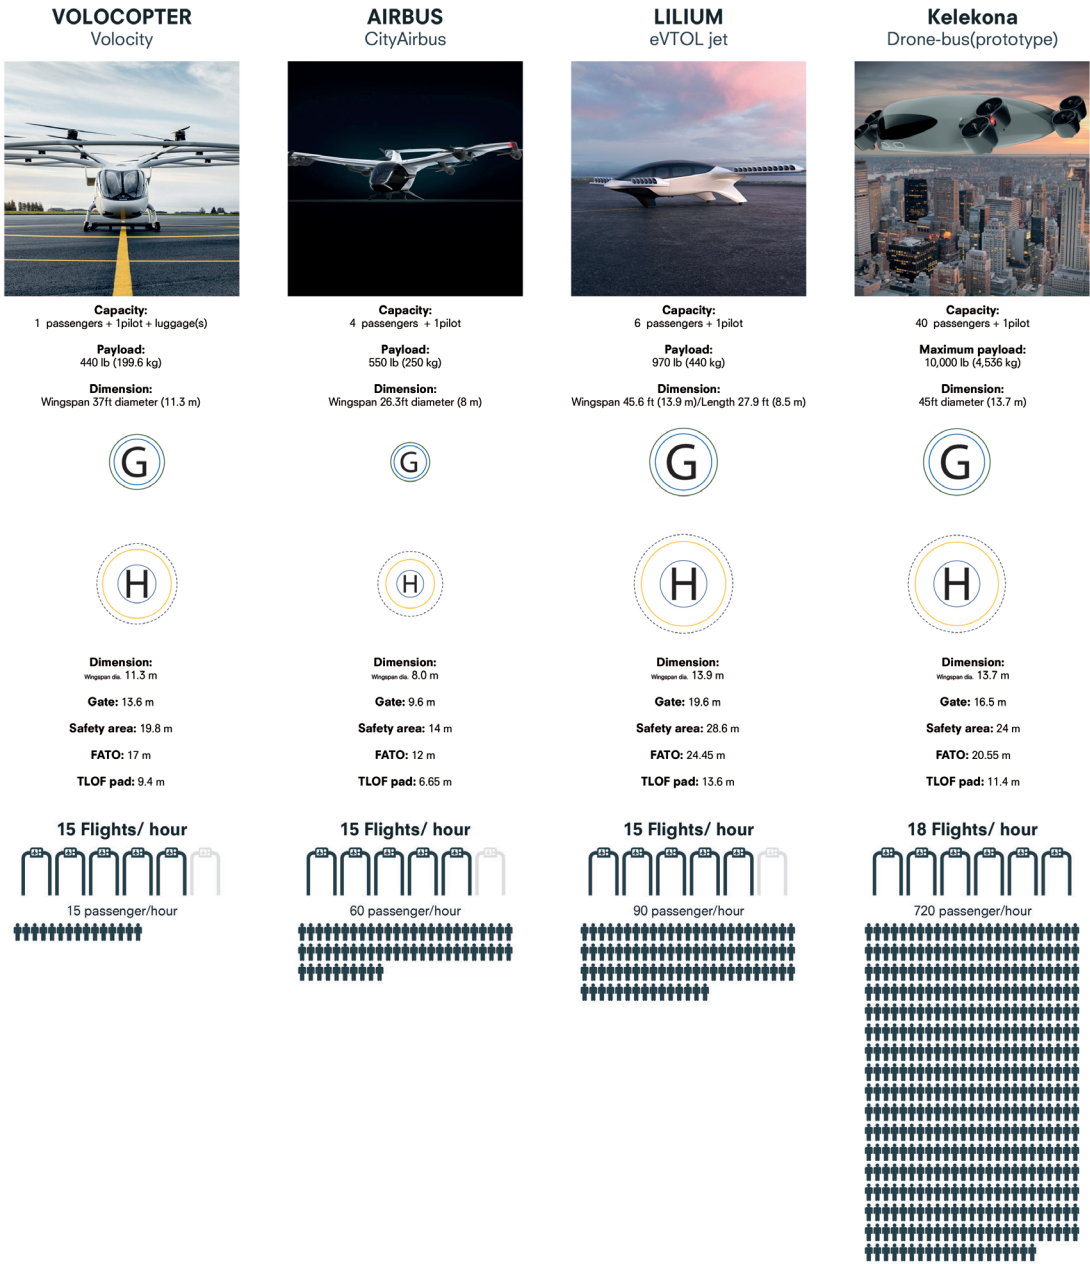 VOLOCOPTER
Volocity
Capacity:
1 passengers + 1pilot + luggage(s)
Payload:
440 lb (199.6 kg)
Dimension:
Wingspan 37ft diameter (11.3 m)
G
H
Dimension:
Wingspan dia. 11.3 m
Gate: 13.6 m
Safety area: 19.8 m
FATO: 17 m
TLOF pad: 9.4 m
15 Flights/ hour
15 passenger/hour
AIRBUS
CityAirbus
Capacity:
4 passengers + 1pilot
Payload:
550 lb (250 kg)
Dimension:
Wingspan 26.3ft diameter (8 m)
G
H
Dimension:
Wingspan dia. 8.0 m
Gate: 9.6 m
Safety area: 14 m
FATO: 12 m
TLOF pad: 6.65 m
15 Flights/ hour
60 passenger/hour
LILIUM
eVTOL jet
Capacity:
6 passengers + 1pilot
Payload:
970 lb (440 kg)
Dimension:
Wingspan 45.6 ft (13.9 m)/Length 27.9 ft (8.5 m)
G
H
Dimension:
Wingspan dia. 13.9 m
Gate: 19.6 m
Safety area: 28.6 m
FATO: 24.45 m
TLOF pad: 13.6 m
15 Flights/ hour
90 passenger/hour
Kelekona
Drone-bus(prototype)
Capacity:
40 passengers + 1pilot
Maximum payload:
10,000 lb (4,536 kg)
Dimension:
45ft diameter (13.7 m)
G
H
Dimension:
Wingspan dia. 13.7 m
Gate: 16.5 m
Safety area: 24 m
FATO: 20.55 m
TLOF pad: 11.4 m
18 Flights/ hour
720 passenger/hour